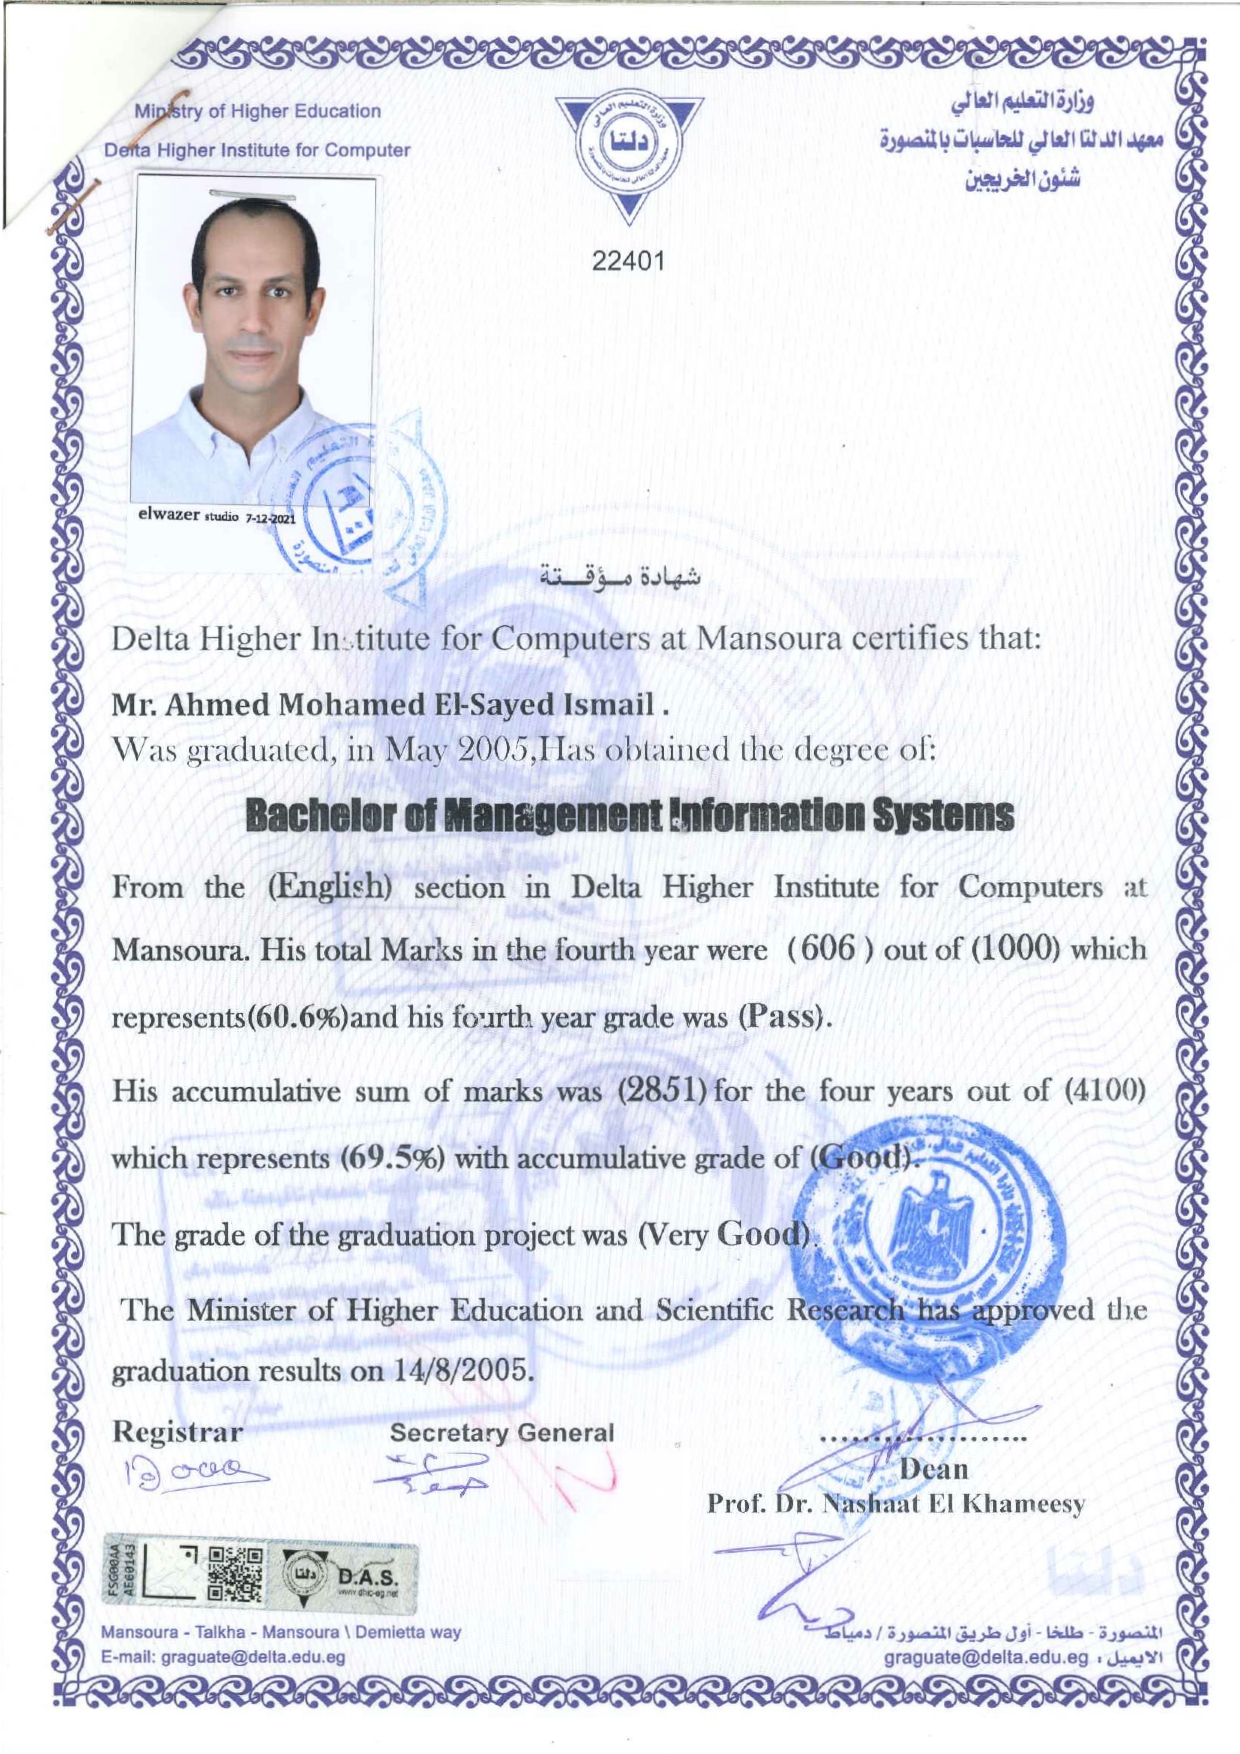 Ministry of Higher Education
Delta Higher Institute for Computer
وزارة التعليم العالي
معهد الدلتا العالي للحاسبات بالمنصورة
شئون الخريجين
وزارة التعليم العالي
دلتا
22401
elwazer studio 7-12-2021
شهادة مـؤقـتة
Delta Higher Institute for Computers at Mansoura certifies that:
Mr. Ahmed Mohamed El-Sayed Ismail .
Was graduated, in May 2005,Has obtained the degree of:
Bachelor of Management Information Systems
From the (English) section in Delta Higher Institute for Computers at
Mansoura. His total Marks in the fourth year were (606 ) out of (1000) which
represents(60.6%)and his fourth year grade was (Pass).
His accumulative sum of marks was (2851) for the four years out of (4100)
which represents (69.5%) with accumulative grade of (Good).
The grade of the graduation project was (Very Good).
The Minister of Higher Education and Scientific Research has approved the
graduation results on 14/8/2005.
Registrar
Secretary General
....................
Dean
Prof. Dr. Nashaat El Khameesy
FSG00AA
AE60143
دلتا
D.A.S.
www.dhic-eg.net
دلتا
Mansoura - Talkha - Mansoura \ Demietta way
E-mail: graguate@delta.edu.eg
المنصورة - طلخا - أول طريق المنصورة / دمياط
الايميل : graguate@delta.edu.eg